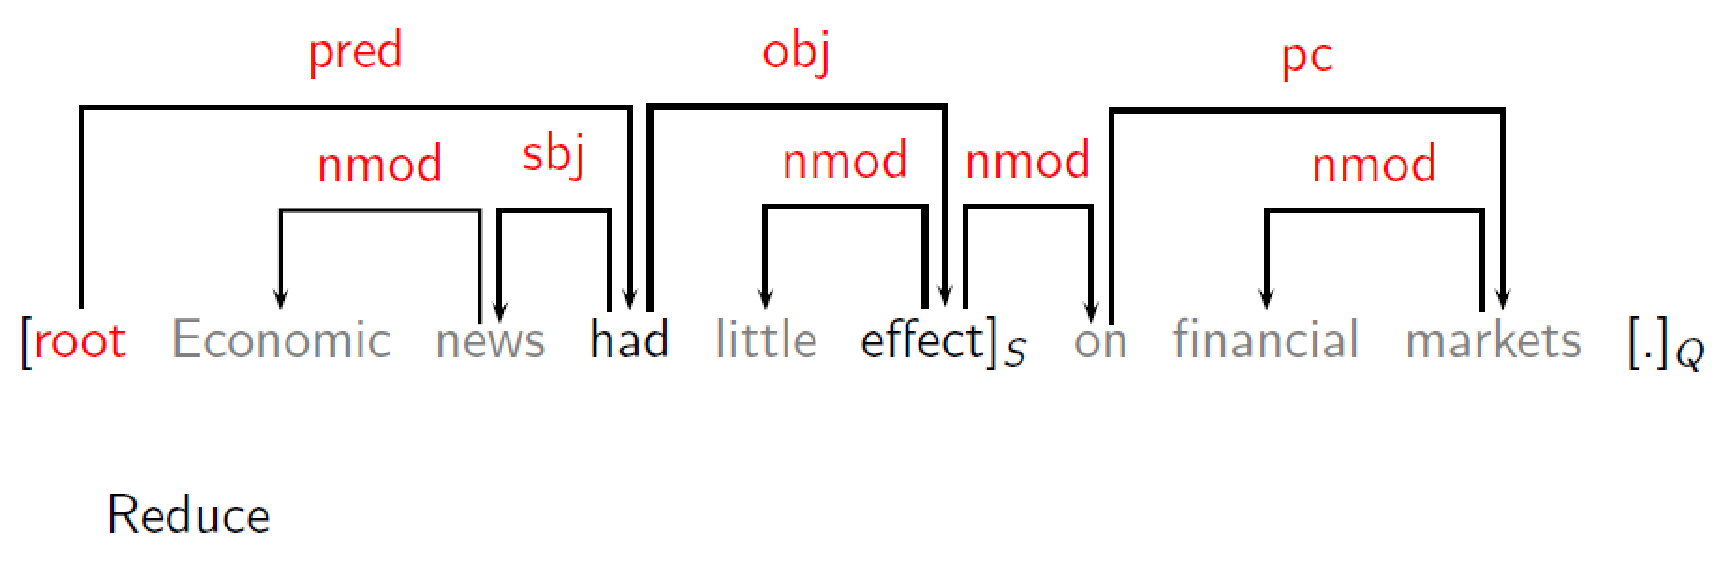 pred obj pc
nmod sbj nmod nmod nmod
[root Economic news had little effect]S on financial markets [.]Q
Reduce